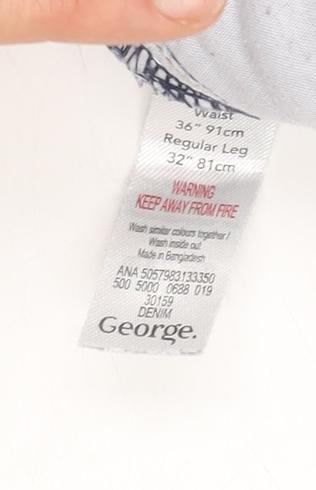 Waist
36" 91cm
Regular Leg
32" 81cm
WARNING
KEEP AWAY FROM FIRE
Wash similar colours together/
Wash inside out
Made in Bangladesh
ANA 5057983133350
500 5000 0688 019
30159
DENIM
George.